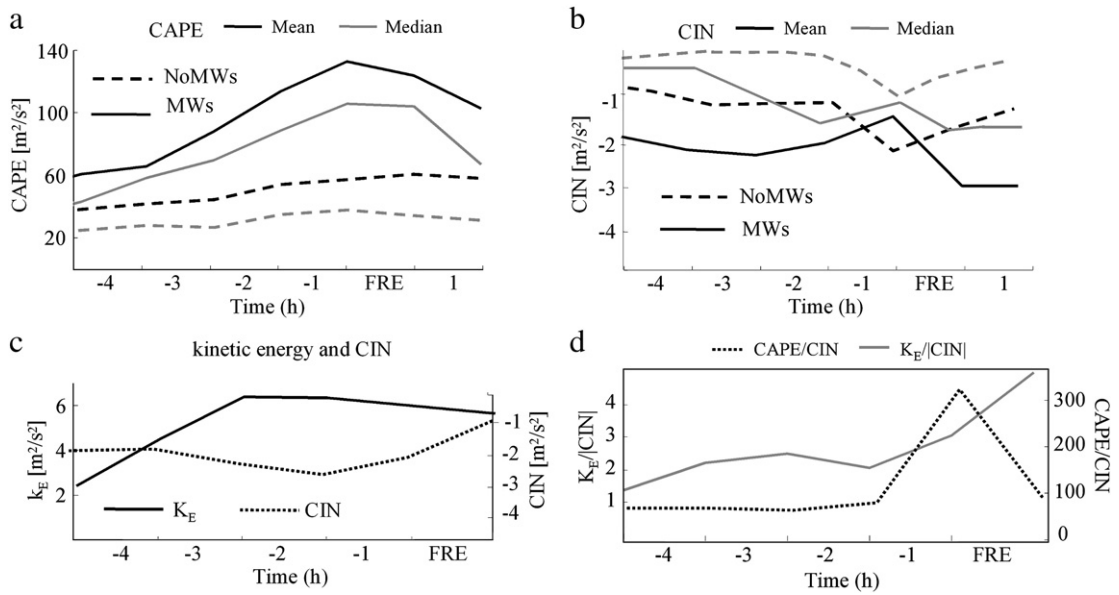 a
CAPE
Mean
Median
140
100
60
20
CAPE [m²/s²]
NoMWs
MWs
-4 -3 -2 -1 FRE 1
Time (h)
b
CIN
Mean
Median
-1
-2
-3
-4
CIN [m²/s²]
NoMWs
MWs
-4 -3 -2 -1 FRE 1
Time (h)
c
kinetic energy and CIN
6
4
2
k_E [m²/s²]
-1
-2
-3
-4
CIN [m²/s²]
K_E
CIN
-4 -3 -2 -1 FRE
Time (h)
d
CAPE/CIN
K_E/|CIN|
4
3
2
1
K_E/|CIN|
300
200
100
0
CAPE/CIN
-4 -3 -2 -1 FRE
Time (h)